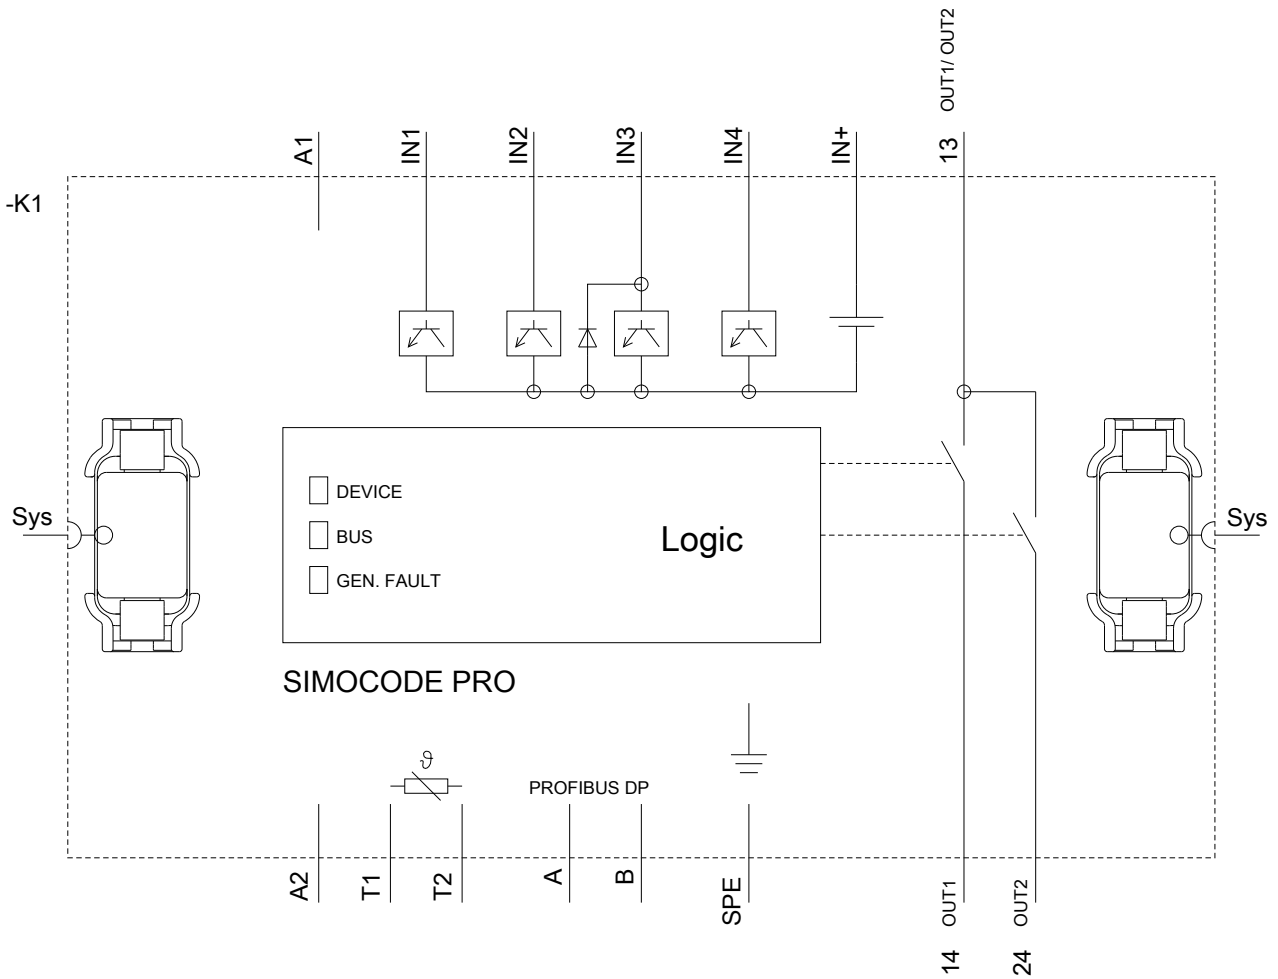 OUT1/ OUT2
A1
IN1
IN2
IN3
IN4
IN+
13
-K1
DEVICE
BUS
GEN. FAULT
Logic
Sys
Sys
SIMOCODE PRO
ϑ
PROFIBUS DP
A2
T1
T2
A
B
SPE
14 OUT1
24 OUT2